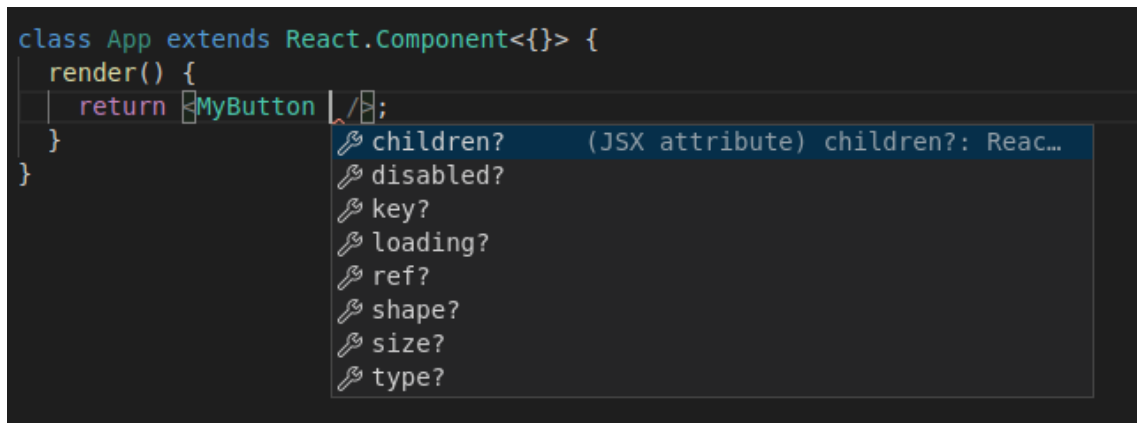 class App extends React.Component<{}> {
render() {
return <MyButton />;
}
}
children? (JSX attribute) children?: Reac…
disabled?
key?
loading?
ref?
shape?
size?
type?